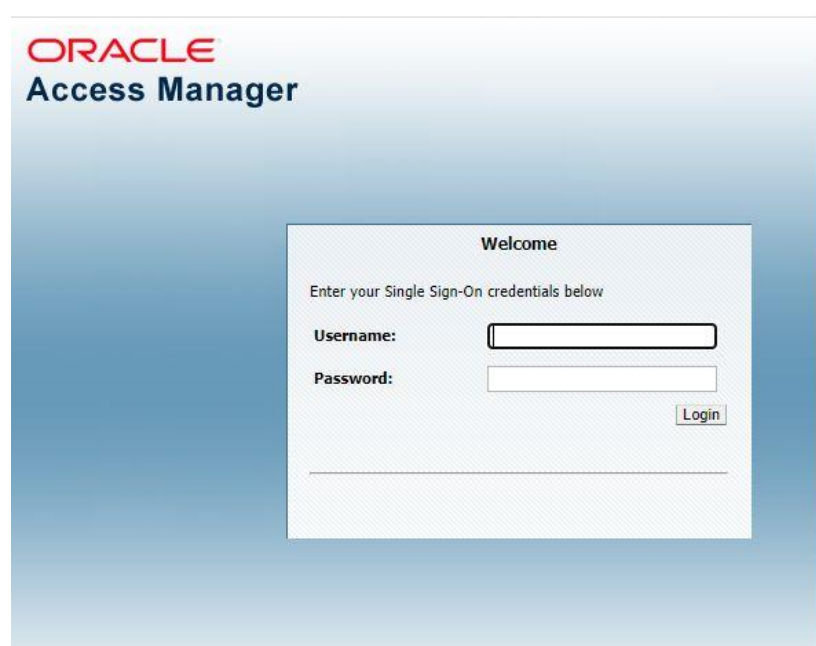 ORACLE
Access Manager
Welcome
Enter your Single Sign-On credentials below
Username:
Password:
Login